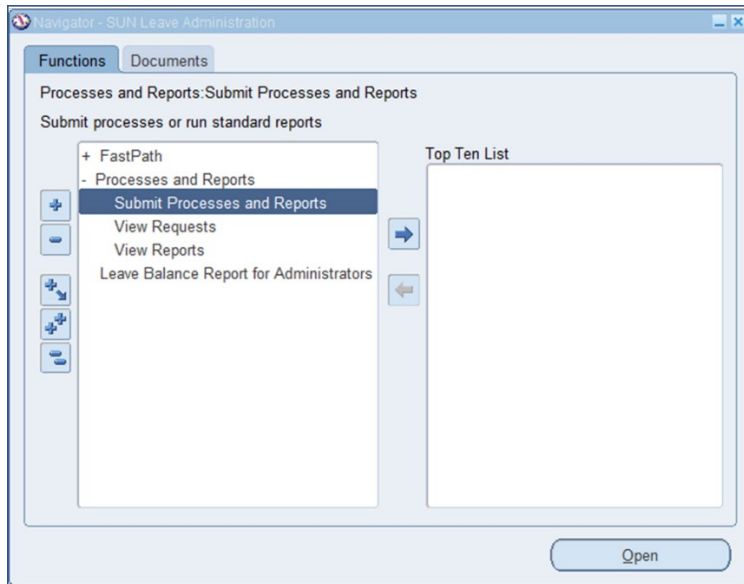 Navigator - SUN Leave Administration
Functions
Documents
Processes and Reports:Submit Processes and Reports
Submit processes or run standard reports
+ FastPath
- Processes and Reports
Submit Processes and Reports
View Requests
View Reports
Leave Balance Report for Administrators
Top Ten List
Open